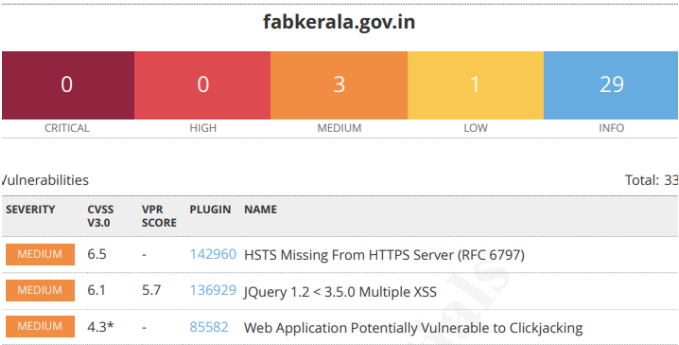 fabkerala.gov.in
0 0 3 1 29
CRITICAL HIGH MEDIUM LOW INFO
Vulnerabilities Total: 33
SEVERITY CVSS V3.0 VPR SCORE PLUGIN NAME
MEDIUM 6.5 - 142960 HSTS Missing From HTTPS Server (RFC 6797)
MEDIUM 6.1 5.7 136929 JQuery 1.2 < 3.5.0 Multiple XSS
MEDIUM 4.3* - 85582 Web Application Potentially Vulnerable to Clickjacking